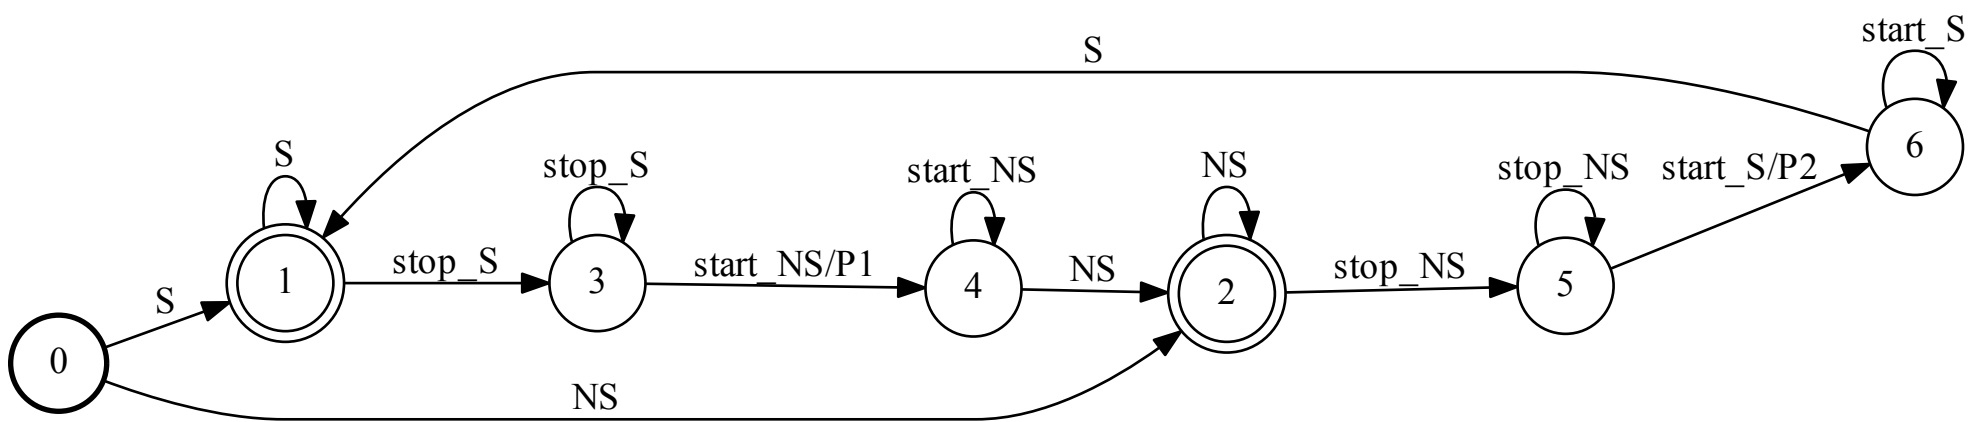 start_S
S
6
S
stop_S
start_NS
NS
stop_NS
start_S/P2
1
stop_S
3
start_NS/P1
4
NS
2
stop_NS
5
S
0
NS